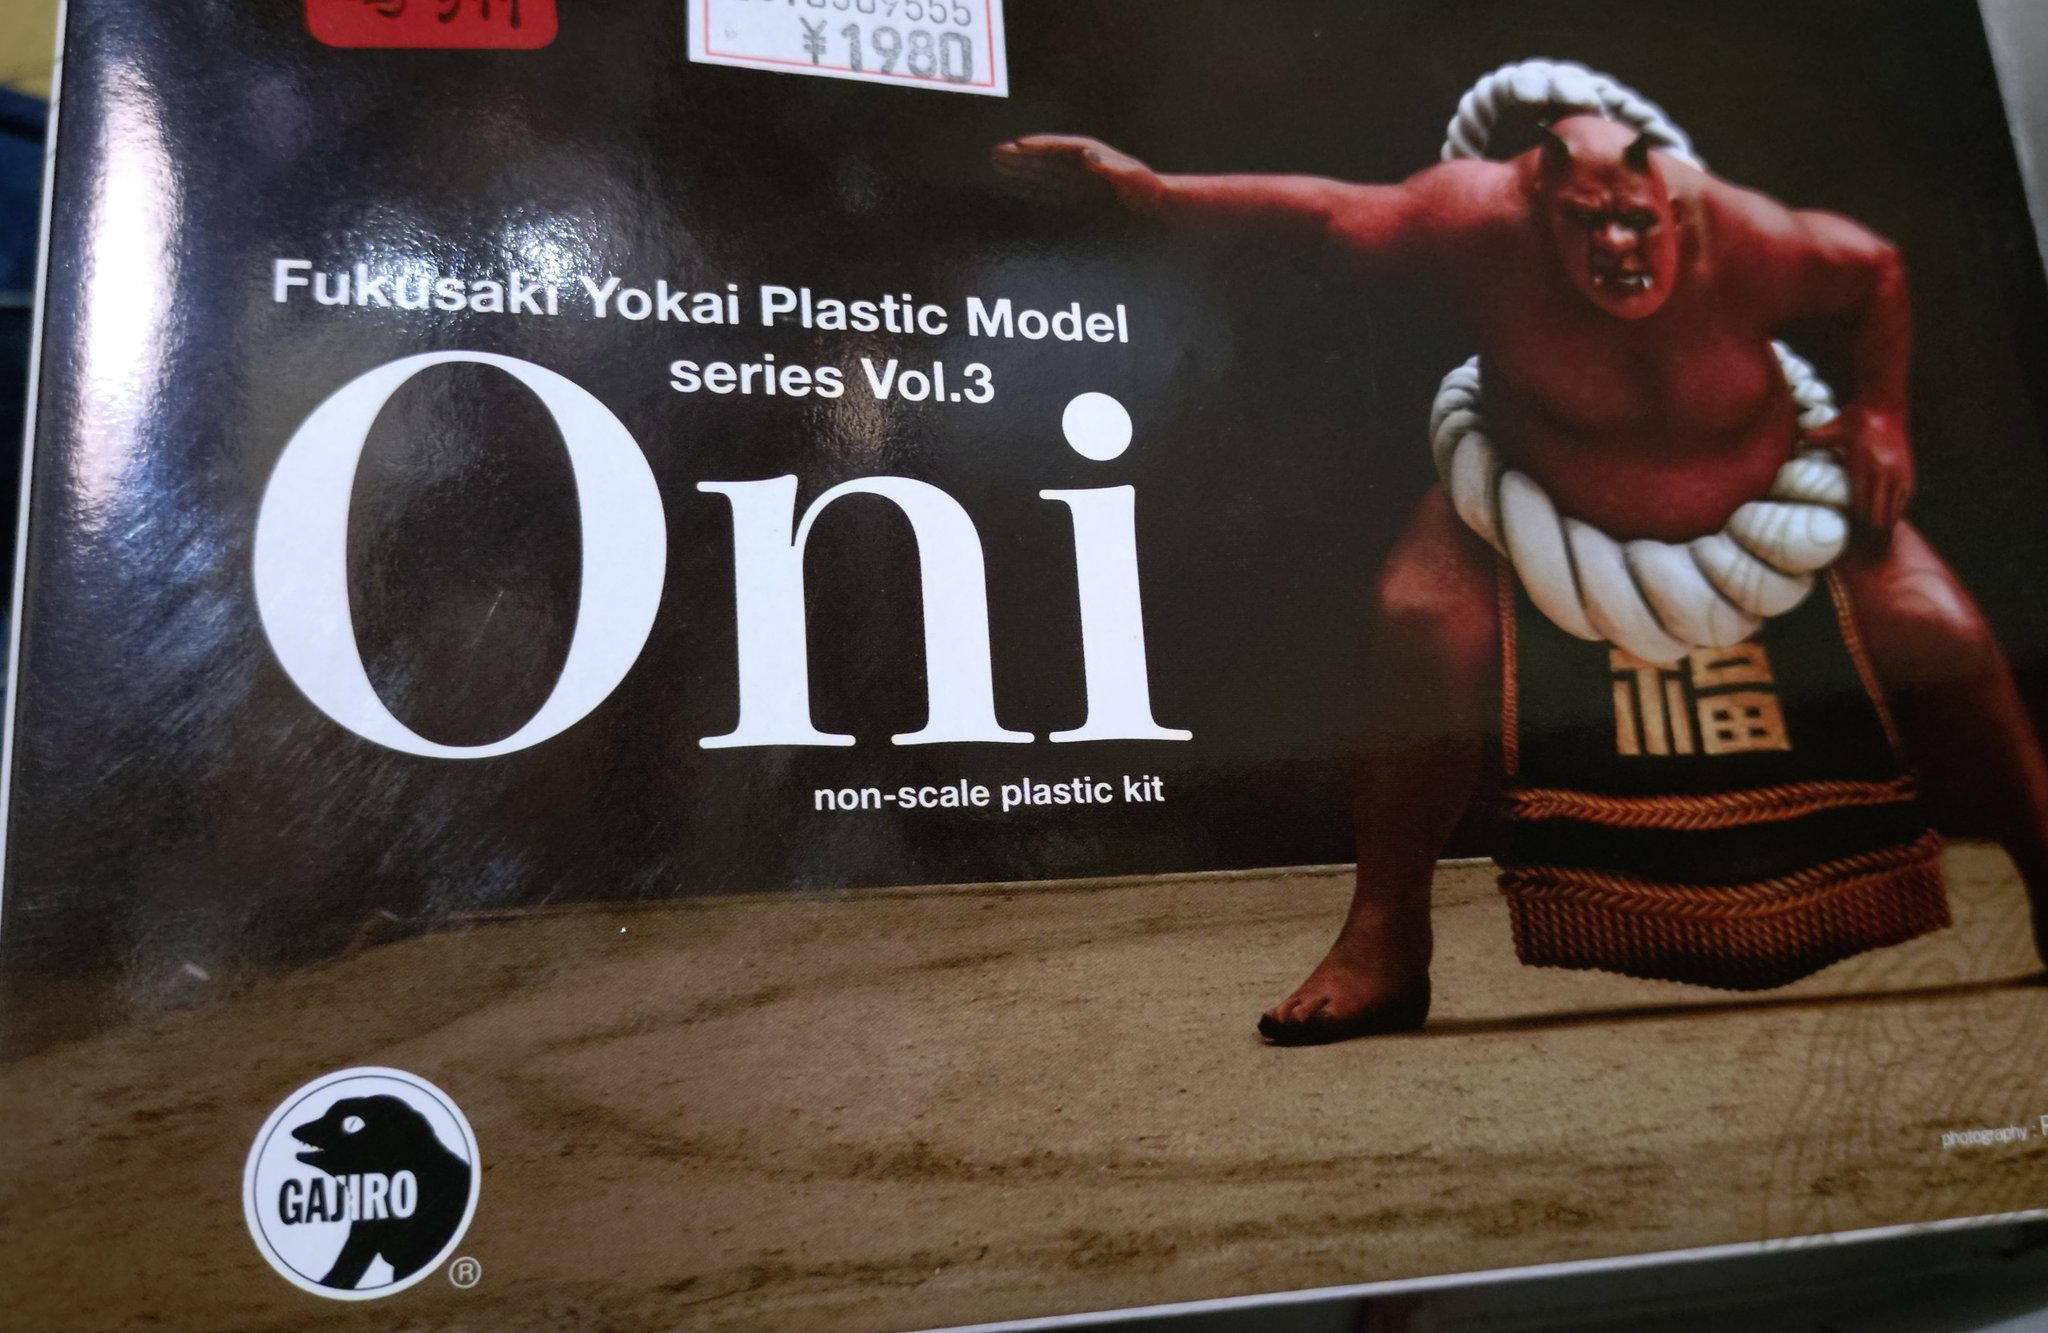 ¥1980
Fukusaki Yokai Plastic Model
series Vol.3
Oni
non-scale plastic kit
福
GAJIRO
®
photography :